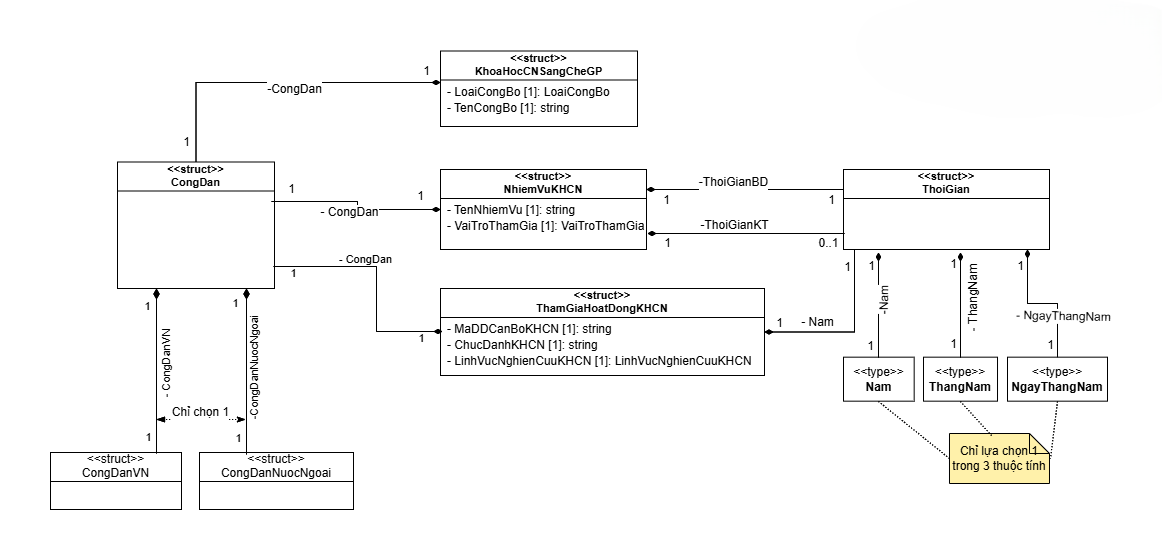 <<struct>>
KhoaHocCNSangCheGP
- LoaiCongBo [1]: LoaiCongBo
- TenCongBo [1]: string
1
-CongDan
1
<<struct>>
CongDan
1
- CongDan
1
<<struct>>
NhiemVuKHCN
- TenNhiemVu [1]: string
- VaiTroThamGia [1]: VaiTroThamGia
-ThoiGianBD
1
1
-ThoiGianKT
1
0..1
<<struct>>
ThoiGian
- CongDan
1
1
<<struct>>
ThamGiaHoatDongKHCN
- MaDDCanBoKHCN [1]: string
- ChucDanhKHCN [1]: string
- LinhVucNghienCuuKHCN [1]: LinhVucNghienCuuKHCN
1
- Nam
1
1
-Nam
1
1
- ThangNam
1
1
- NgayThangNam
1
<<type>>
Nam
<<type>>
ThangNam
<<type>>
NgayThangNam
Chỉ lựa chọn 1
trong 3 thuộc tính
1
- CongDanVN
1
1
-CongDanNuocNgoai
1
Chỉ chọn 1
<<struct>>
CongDanVN
<<struct>>
CongDanNuocNgoai